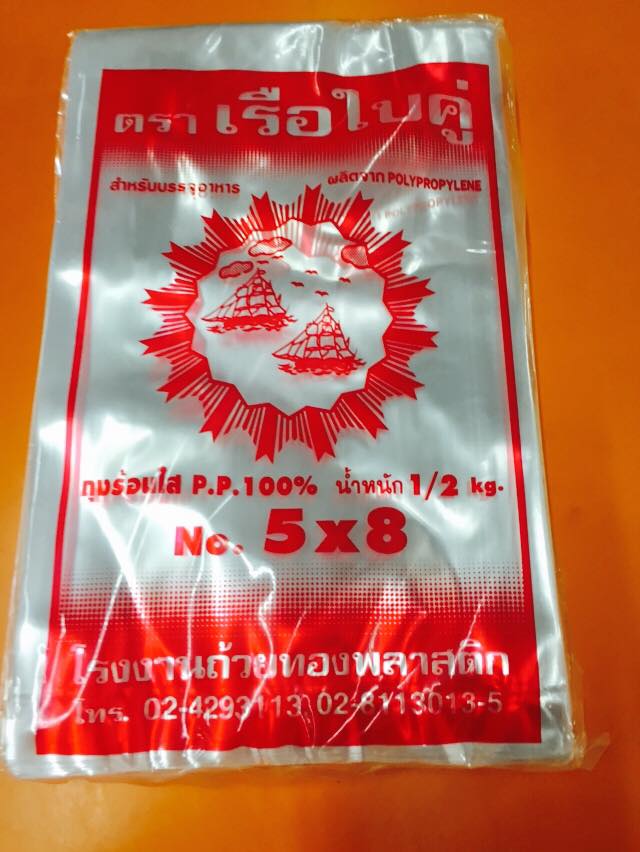 ตรา เรือใบคู่
สำหรับบรรจุอาหาร ผลิตจาก POLYPROPYLENE
ถุงร้อนใส P.P.100% น้ำหนัก 1/2 kg.
No. 5x8
โรงงานถ้วยทองพลาสติก
โทร. 02-4293113 02-8113013-5